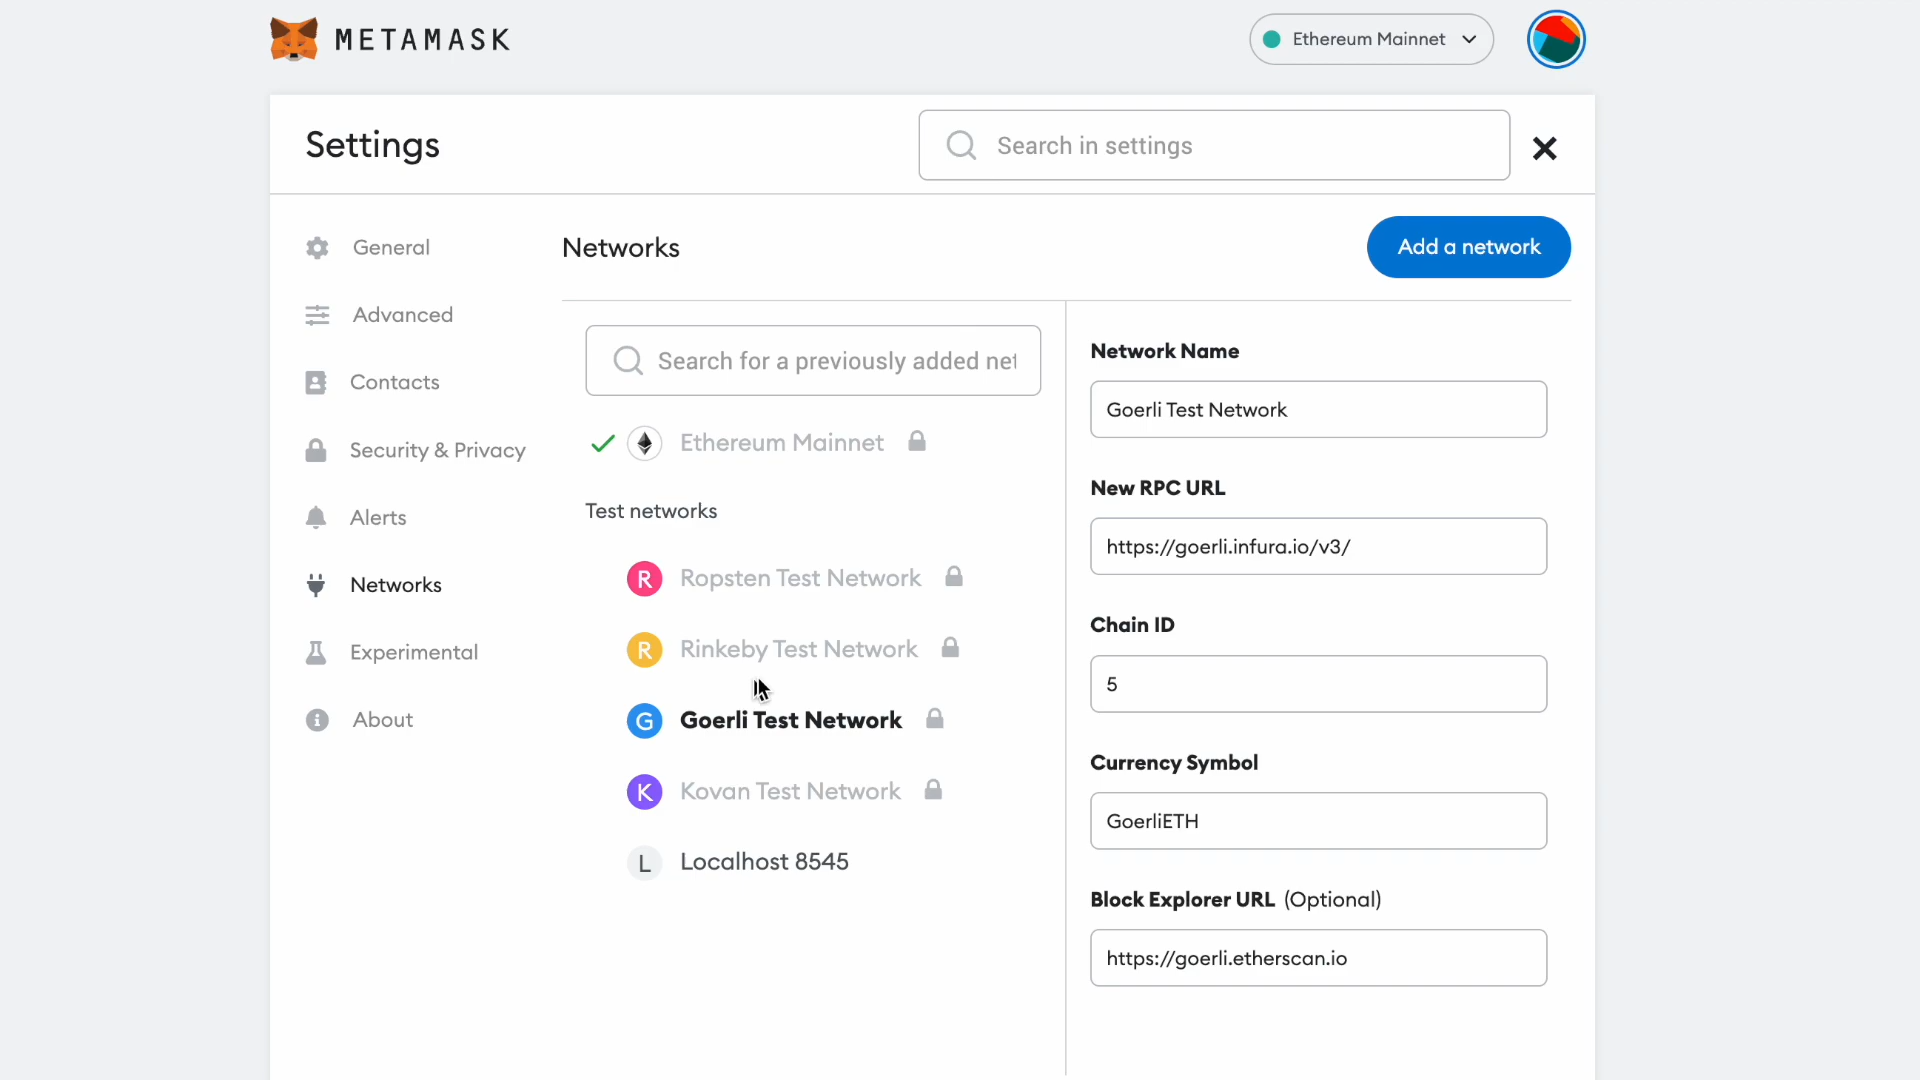 METAMASK
Ethereum Mainnet
Settings
Search in settings
General
Advanced
Contacts
Security & Privacy
Alerts
Networks
Experimental
About
Networks
Add a network
Search for a previously added net
Ethereum Mainnet
Test networks
R Ropsten Test Network
R Rinkeby Test Network
G Goerli Test Network
K Kovan Test Network
L Localhost 8545
Network Name
Goerli Test Network
New RPC URL
https://goerli.infura.io/v3/
Chain ID
5
Currency Symbol
GoerliETH
Block Explorer URL (Optional)
https://goerli.etherscan.io